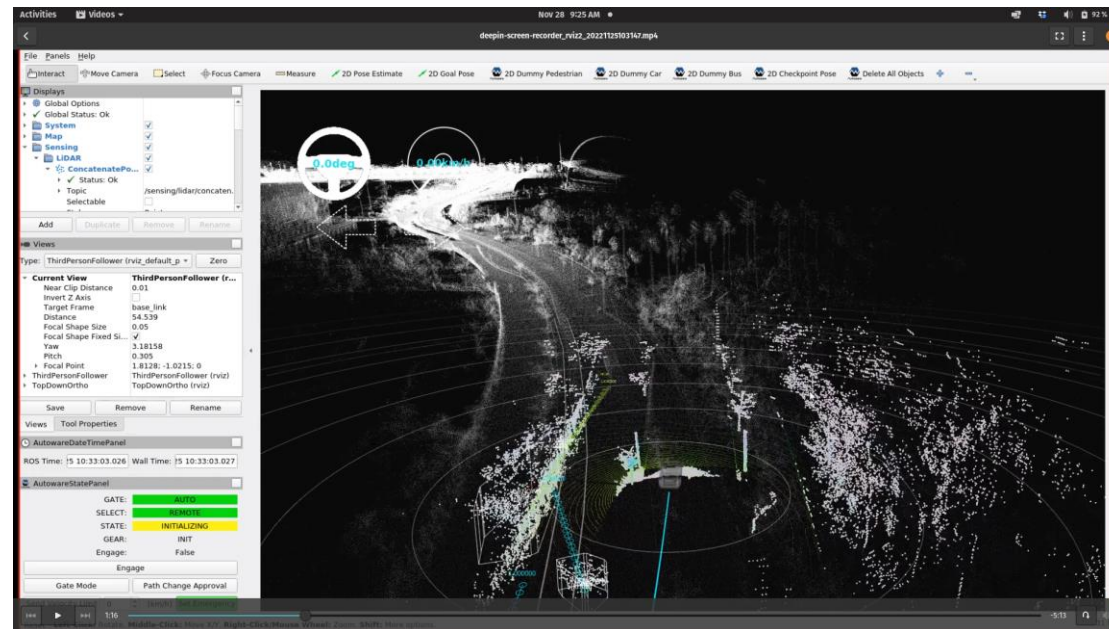 Activities Videos Nov 28 9:25 AM 92 %
deepin-screen-recorder_rviz2_20221125103147.mp4
File Panels Help
Interact Move Camera Select Focus Camera Measure 2D Pose Estimate 2D Goal Pose 2D Dummy Pedestrian 2D Dummy Car 2D Dummy Bus 2D Checkpoint Pose Delete All Objects
Displays
Global Options
Global Status: Ok
System
Map
Sensing
LiDAR
ConcatenatePo...
Status: Ok
Topic /sensing/lidar/concaten.
Selectable
Add Duplicate Remove Rename
Views
Type: ThirdPersonFollower (rviz_default_p Zero
Current View ThirdPersonFollower (r...
Near Clip Distance 0.01
Invert Z Axis
Target Frame base_link
Distance 54.539
Focal Shape Size 0.05
Focal Shape Fixed Si...
Yaw 3.18158
Pitch 0.305
Focal Point 1.8128; -1.0215; 0
ThirdPersonFollower ThirdPersonFollower (rviz)
TopDownOrtho TopDownOrtho (rviz)
Save Remove Rename
Views Tool Properties
AutowareDateTimePanel
ROS Time: 5 10:33:03.026 Wall Time: 5 10:33:03.027
AutowareStatePanel
GATE: AUTO
SELECT: REMOTE
STATE: INITIALIZING
GEAR: INIT
Engage: False
Engage
Gate Mode Path Change Approval
1:16 -5:13
0.0deg
0.00km/h